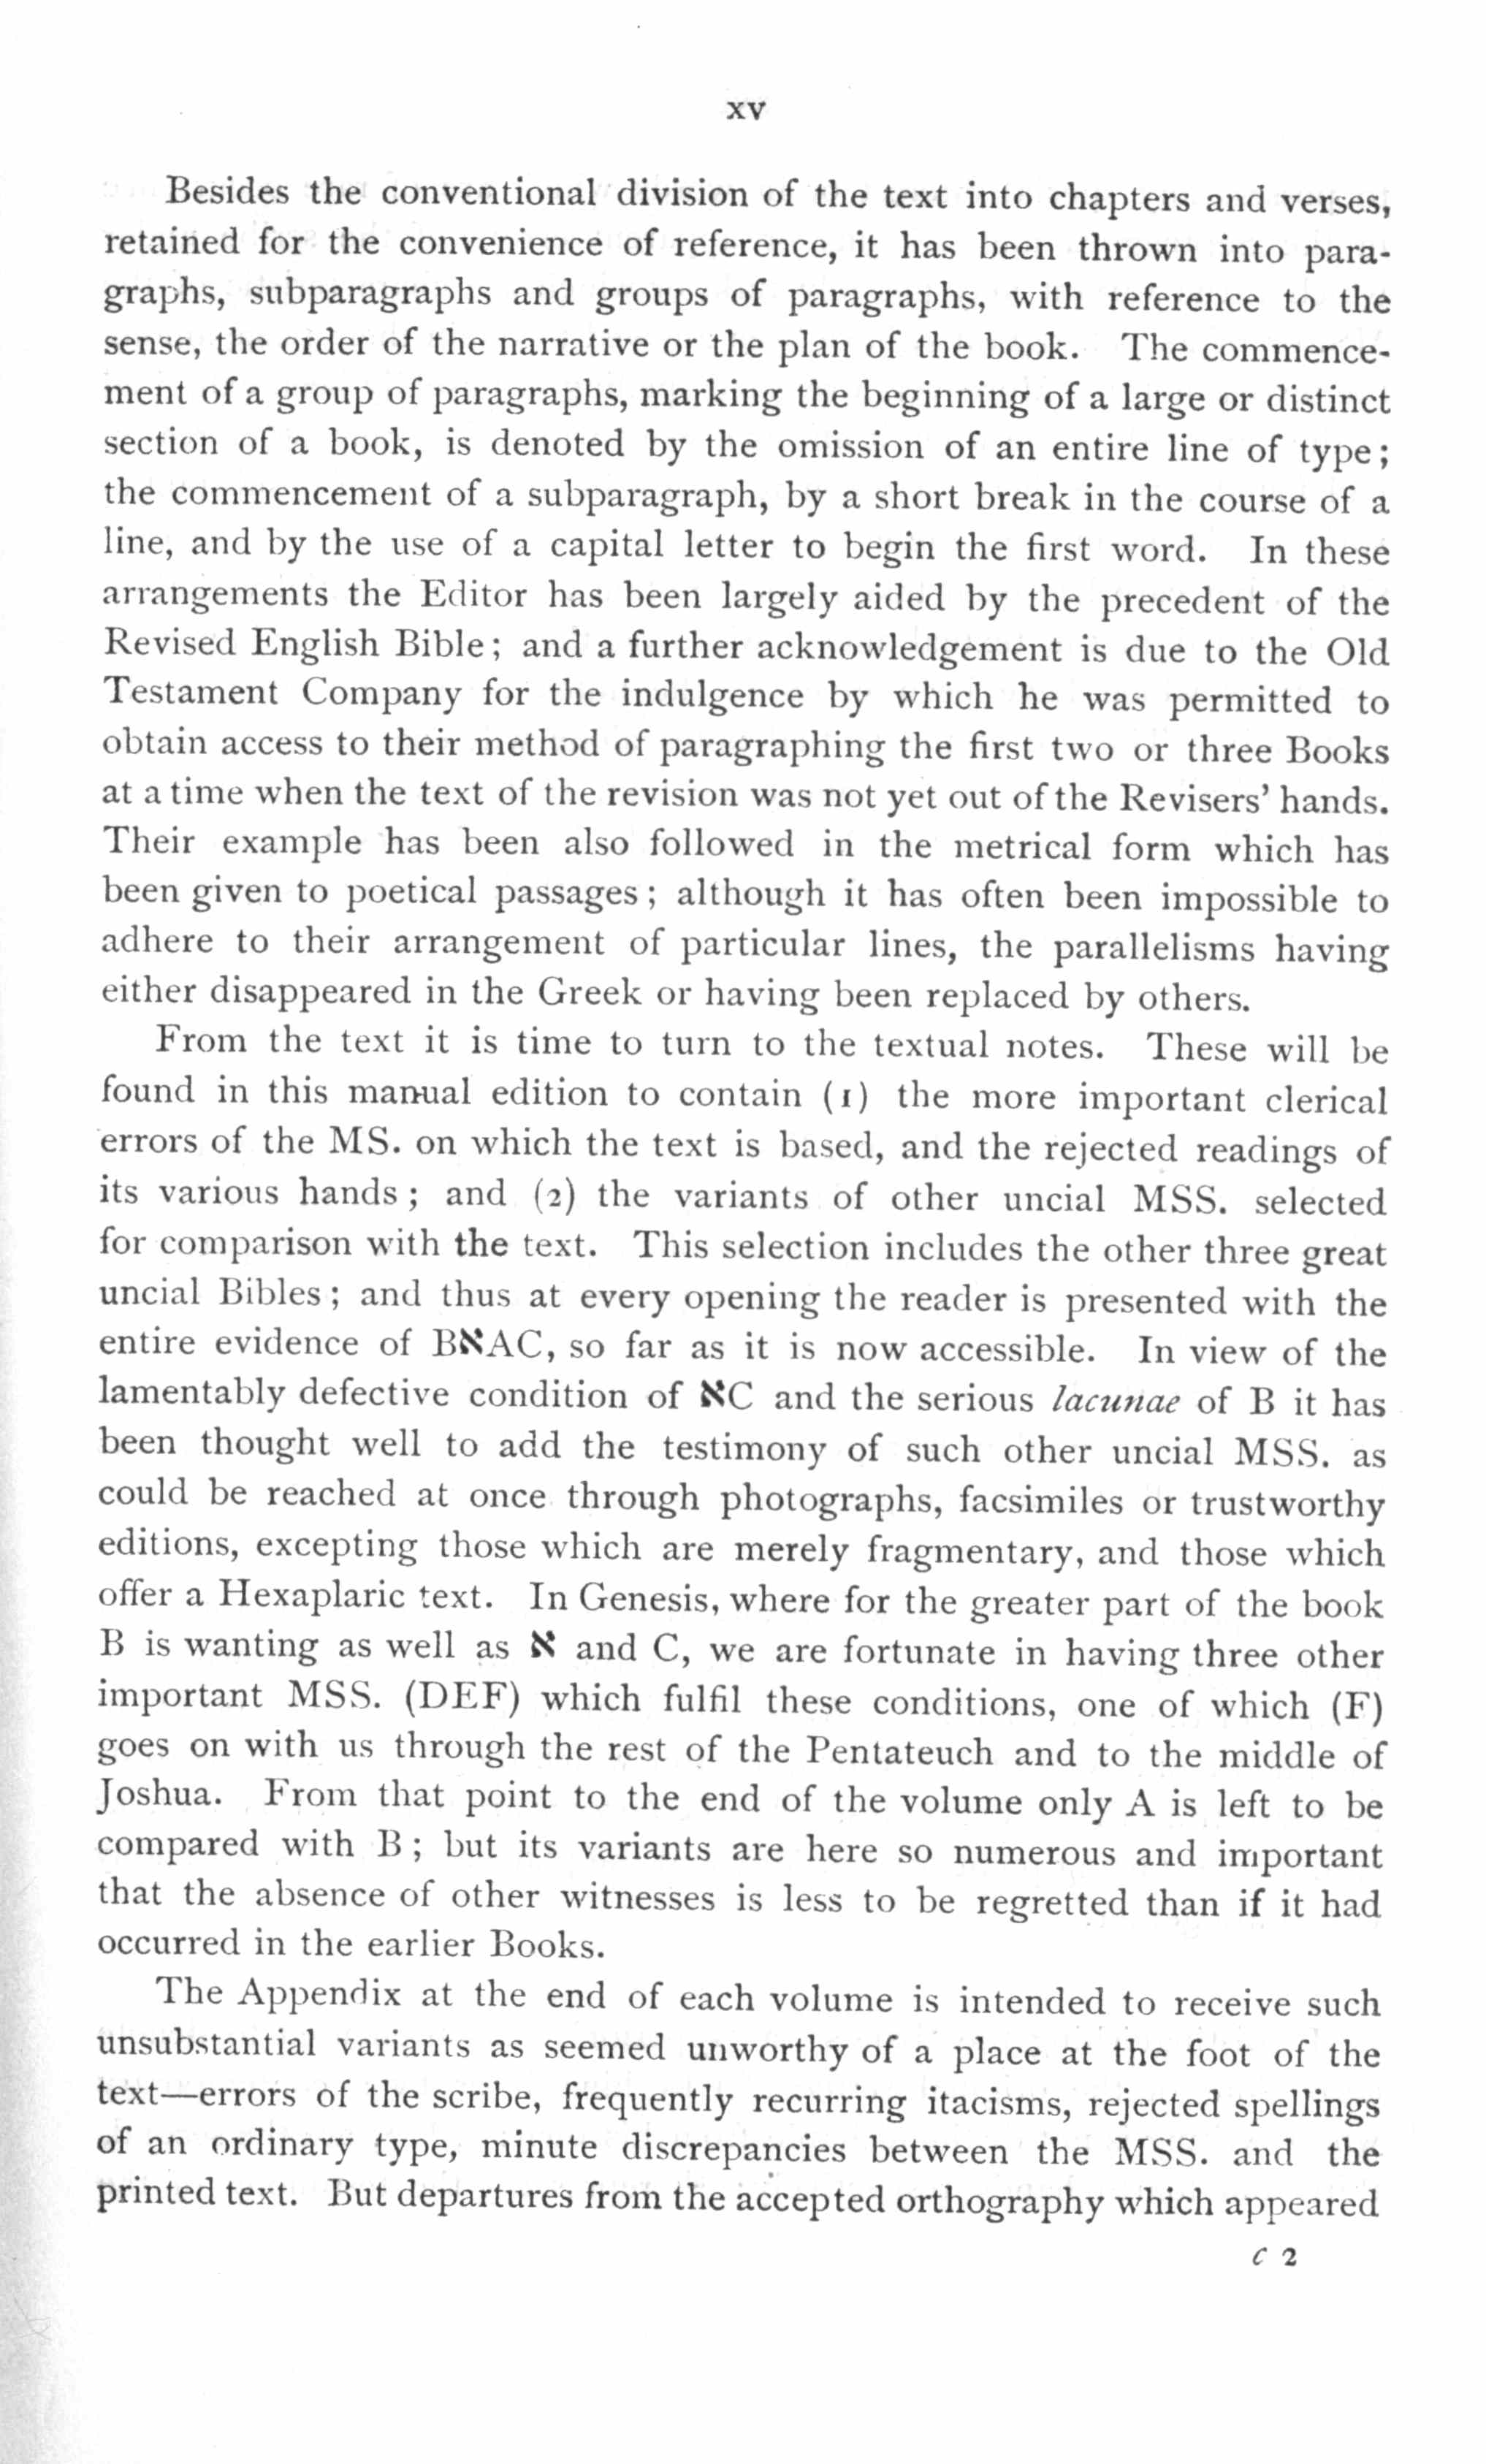 xv
Besides the conventional division of the text into chapters and verses,
retained for the convenience of reference, it has been thrown into para-
graphs, subparagraphs and groups of paragraphs, with reference to the
sense, the order of the narrative or the plan of the book. The commence-
ment of a group of paragraphs, marking the beginning of a large or distinct
section of a book, is denoted by the omission of an entire line of type;
the commencement of a subparagraph, by a short break in the course of a
line, and by the use of a capital letter to begin the first word. In these
arrangements the Editor has been largely aided by the precedent of the
Revised English Bible; and a further acknowledgement is due to the Old
Testament Company for the indulgence by which he was permitted to
obtain access to their method of paragraphing the first two or three Books
at a time when the text of the revision was not yet out of the Revisers' hands.
Their example has been also followed in the metrical form which has
been given to poetical passages; although it has often been impossible to
adhere to their arrangement of particular lines, the parallelisms having
either disappeared in the Greek or having been replaced by others.
From the text it is time to turn to the textual notes. These will be
found in this manual edition to contain (1) the more important clerical
errors of the MS. on which the text is based, and the rejected readings of
its various hands; and (2) the variants of other uncial MSS. selected
for comparison with the text. This selection includes the other three great
uncial Bibles; and thus at every opening the reader is presented with the
entire evidence of BאAC, so far as it is now accessible. In view of the
lamentably defective condition of אC and the serious lacunae of B it has
been thought well to add the testimony of such other uncial MSS. as
could be reached at once through photographs, facsimiles or trustworthy
editions, excepting those which are merely fragmentary, and those which
offer a Hexaplaric text. In Genesis, where for the greater part of the book
B is wanting as well as א and C, we are fortunate in having three other
important MSS. (DEF) which fulfil these conditions, one of which (F)
goes on with us through the rest of the Pentateuch and to the middle of
Joshua. From that point to the end of the volume only A is left to be
compared with B; but its variants are here so numerous and important
that the absence of other witnesses is less to be regretted than if it had
occurred in the earlier Books.
The Appendix at the end of each volume is intended to receive such
unsubstantial variants as seemed unworthy of a place at the foot of the
text—errors of the scribe, frequently recurring itacisms, rejected spellings
of an ordinary type, minute discrepancies between the MSS. and the
printed text. But departures from the accepted orthography which appeared
c 2